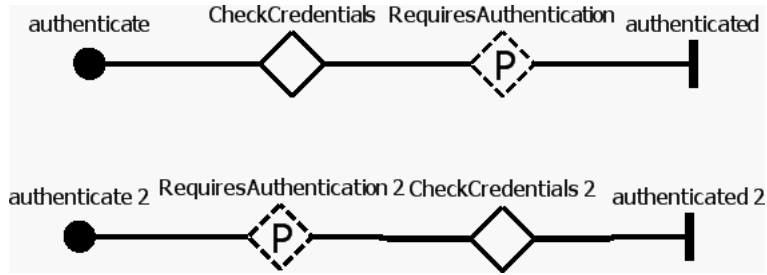 authenticate CheckCredentials RequiresAuthentication authenticated
P
authenticate 2 RequiresAuthentication 2 CheckCredentials 2 authenticated 2
P